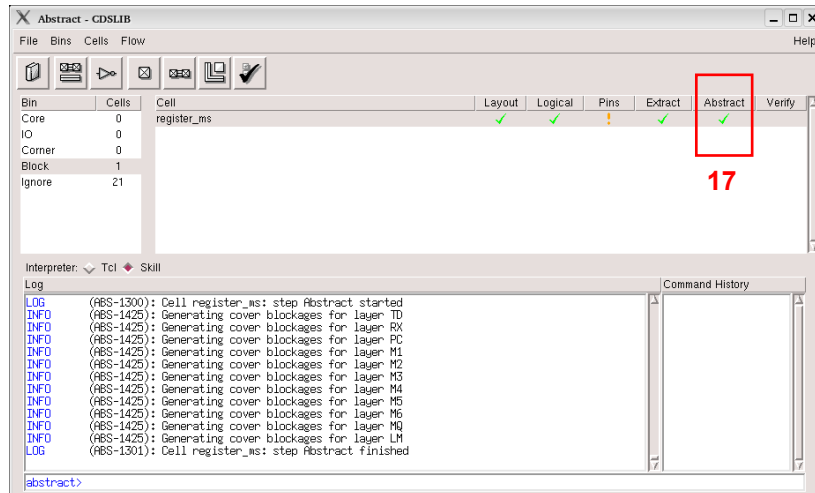 Abstract - CDSLIB
File Bins Cells Flow Help
Bin Cells Cell Layout Logical Pins Extract Abstract Verify
Core 0 register_ms
IO 0
Corner 0
Block 1
Ignore 21
17
Interpreter: Tcl Skill
Log Command History
LOG (ABS-1300): Cell register_ms: step Abstract started
INFO (ABS-1425): Generating cover blockages for layer TD
INFO (ABS-1425): Generating cover blockages for layer RX
INFO (ABS-1425): Generating cover blockages for layer PC
INFO (ABS-1425): Generating cover blockages for layer M1
INFO (ABS-1425): Generating cover blockages for layer M2
INFO (ABS-1425): Generating cover blockages for layer M3
INFO (ABS-1425): Generating cover blockages for layer M4
INFO (ABS-1425): Generating cover blockages for layer M5
INFO (ABS-1425): Generating cover blockages for layer M6
INFO (ABS-1425): Generating cover blockages for layer MQ
INFO (ABS-1425): Generating cover blockages for layer LM
LOG (ABS-1301): Cell register_ms: step Abstract finished
abstract>